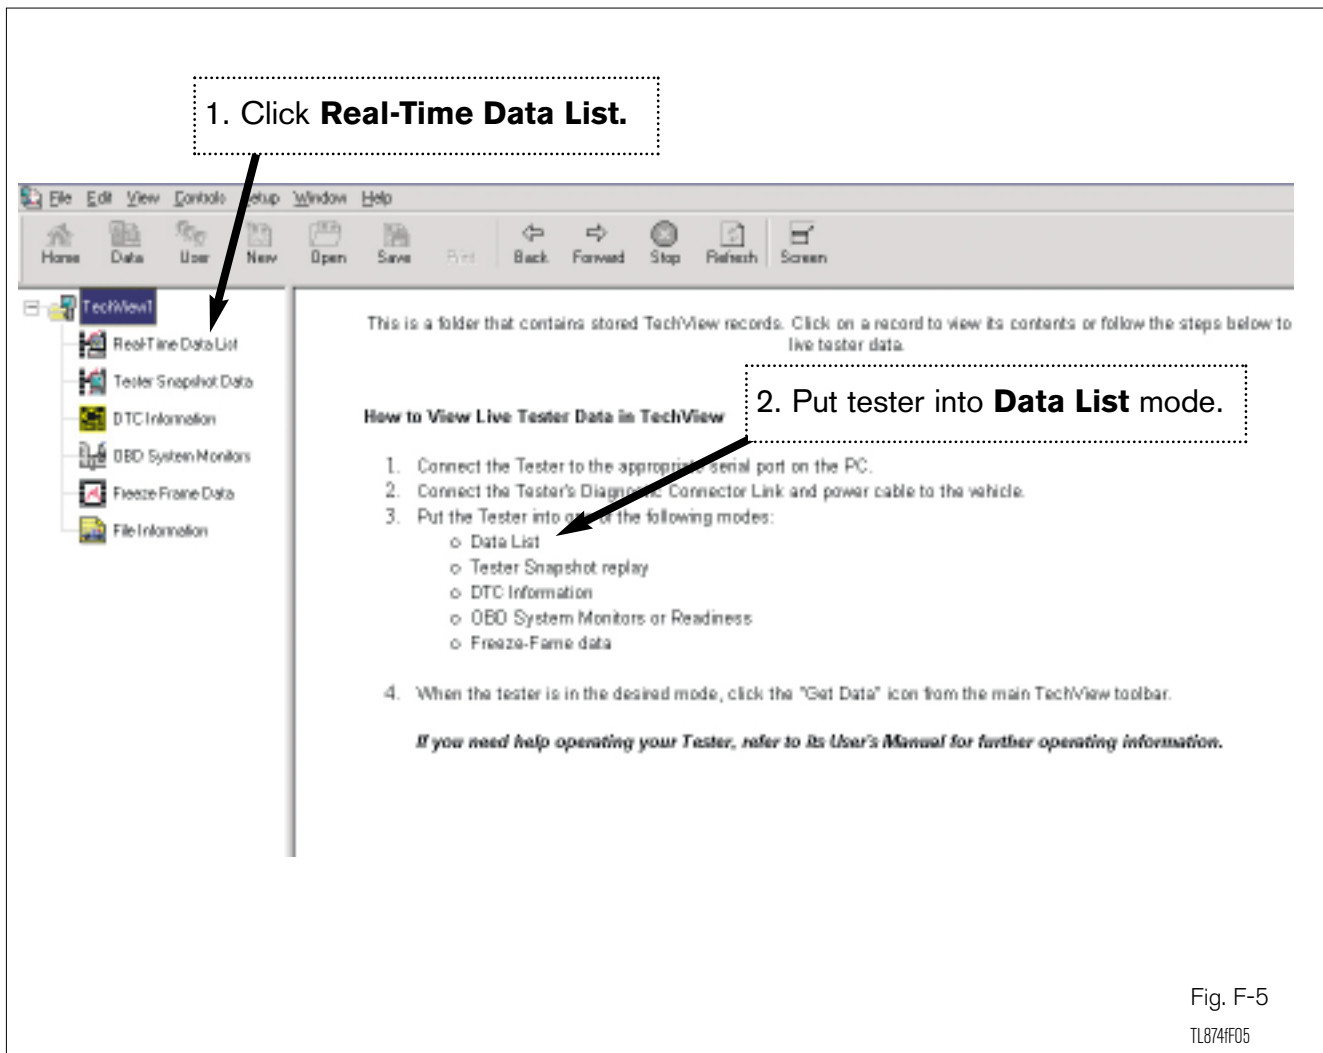 1. Click Real-Time Data List.
File Edit View Controls Setup Window Help
Home Data User New Open Save Print Back Forward Stop Refresh Screen
TechView1
Real-Time Data List
Tester Snapshot Data
DTC Information
OBD System Monitors
Freeze Frame Data
File Information
This is a folder that contains stored TechView records. Click on a record to view its contents or follow the steps below to
live tester data.
2. Put tester into Data List mode.
How to View Live Tester Data in TechView
1. Connect the Tester to the appropriate serial port on the PC.
2. Connect the Tester's Diagnostic Connector Link and power cable to the vehicle.
3. Put the Tester into one of the following modes:
o Data List
o Tester Snapshot replay
o DTC Information
o OBD System Monitors or Readiness
o Freeze-Fame data
4. When the tester is in the desired mode, click the "Get Data" icon from the main TechView toolbar.
If you need help operating your Tester, refer to its User's Manual for further operating information.
Fig. F-5
TL874fF05